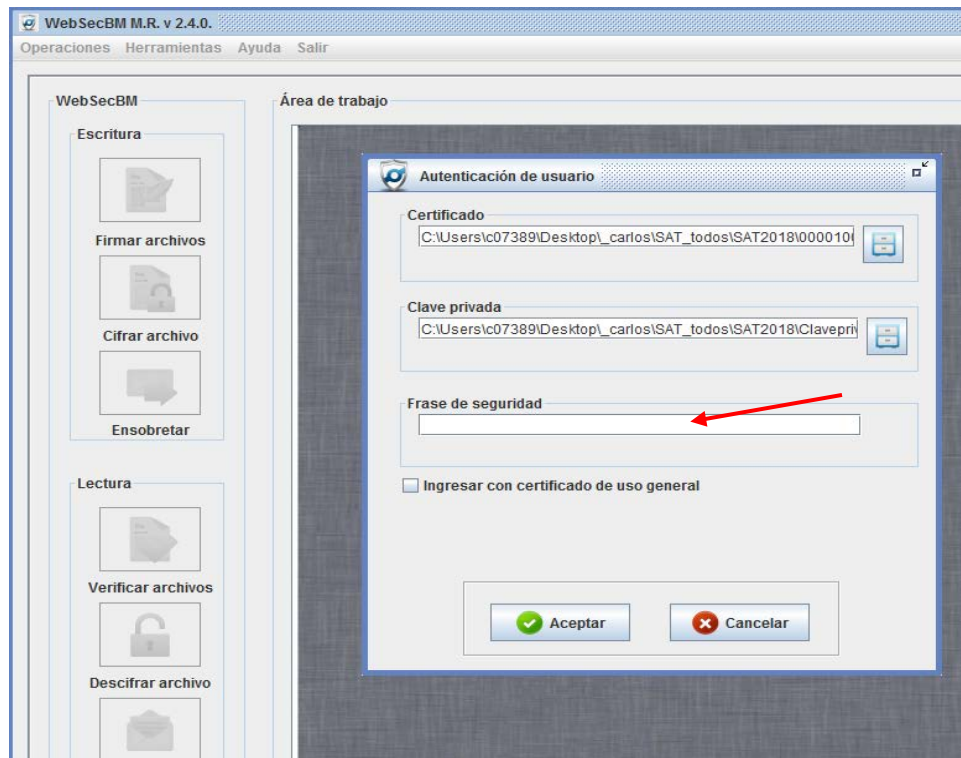 WebSecBM M.R. v 2.4.0.
Operaciones Herramientas Ayuda Salir
WebSecBM
Escritura
Firmar archivos
Cifrar archivo
Ensobretar
Lectura
Verificar archivos
Descifrar archivo
Área de trabajo
Autenticación de usuario
Certificado
C:\Users\c07389\Desktop\_carlos\SAT_todos\SAT2018\000010
Clave privada
C:\Users\c07389\Desktop\_carlos\SAT_todos\SAT2018\Clavepri
Frase de seguridad
Ingresar con certificado de uso general
Aceptar
Cancelar